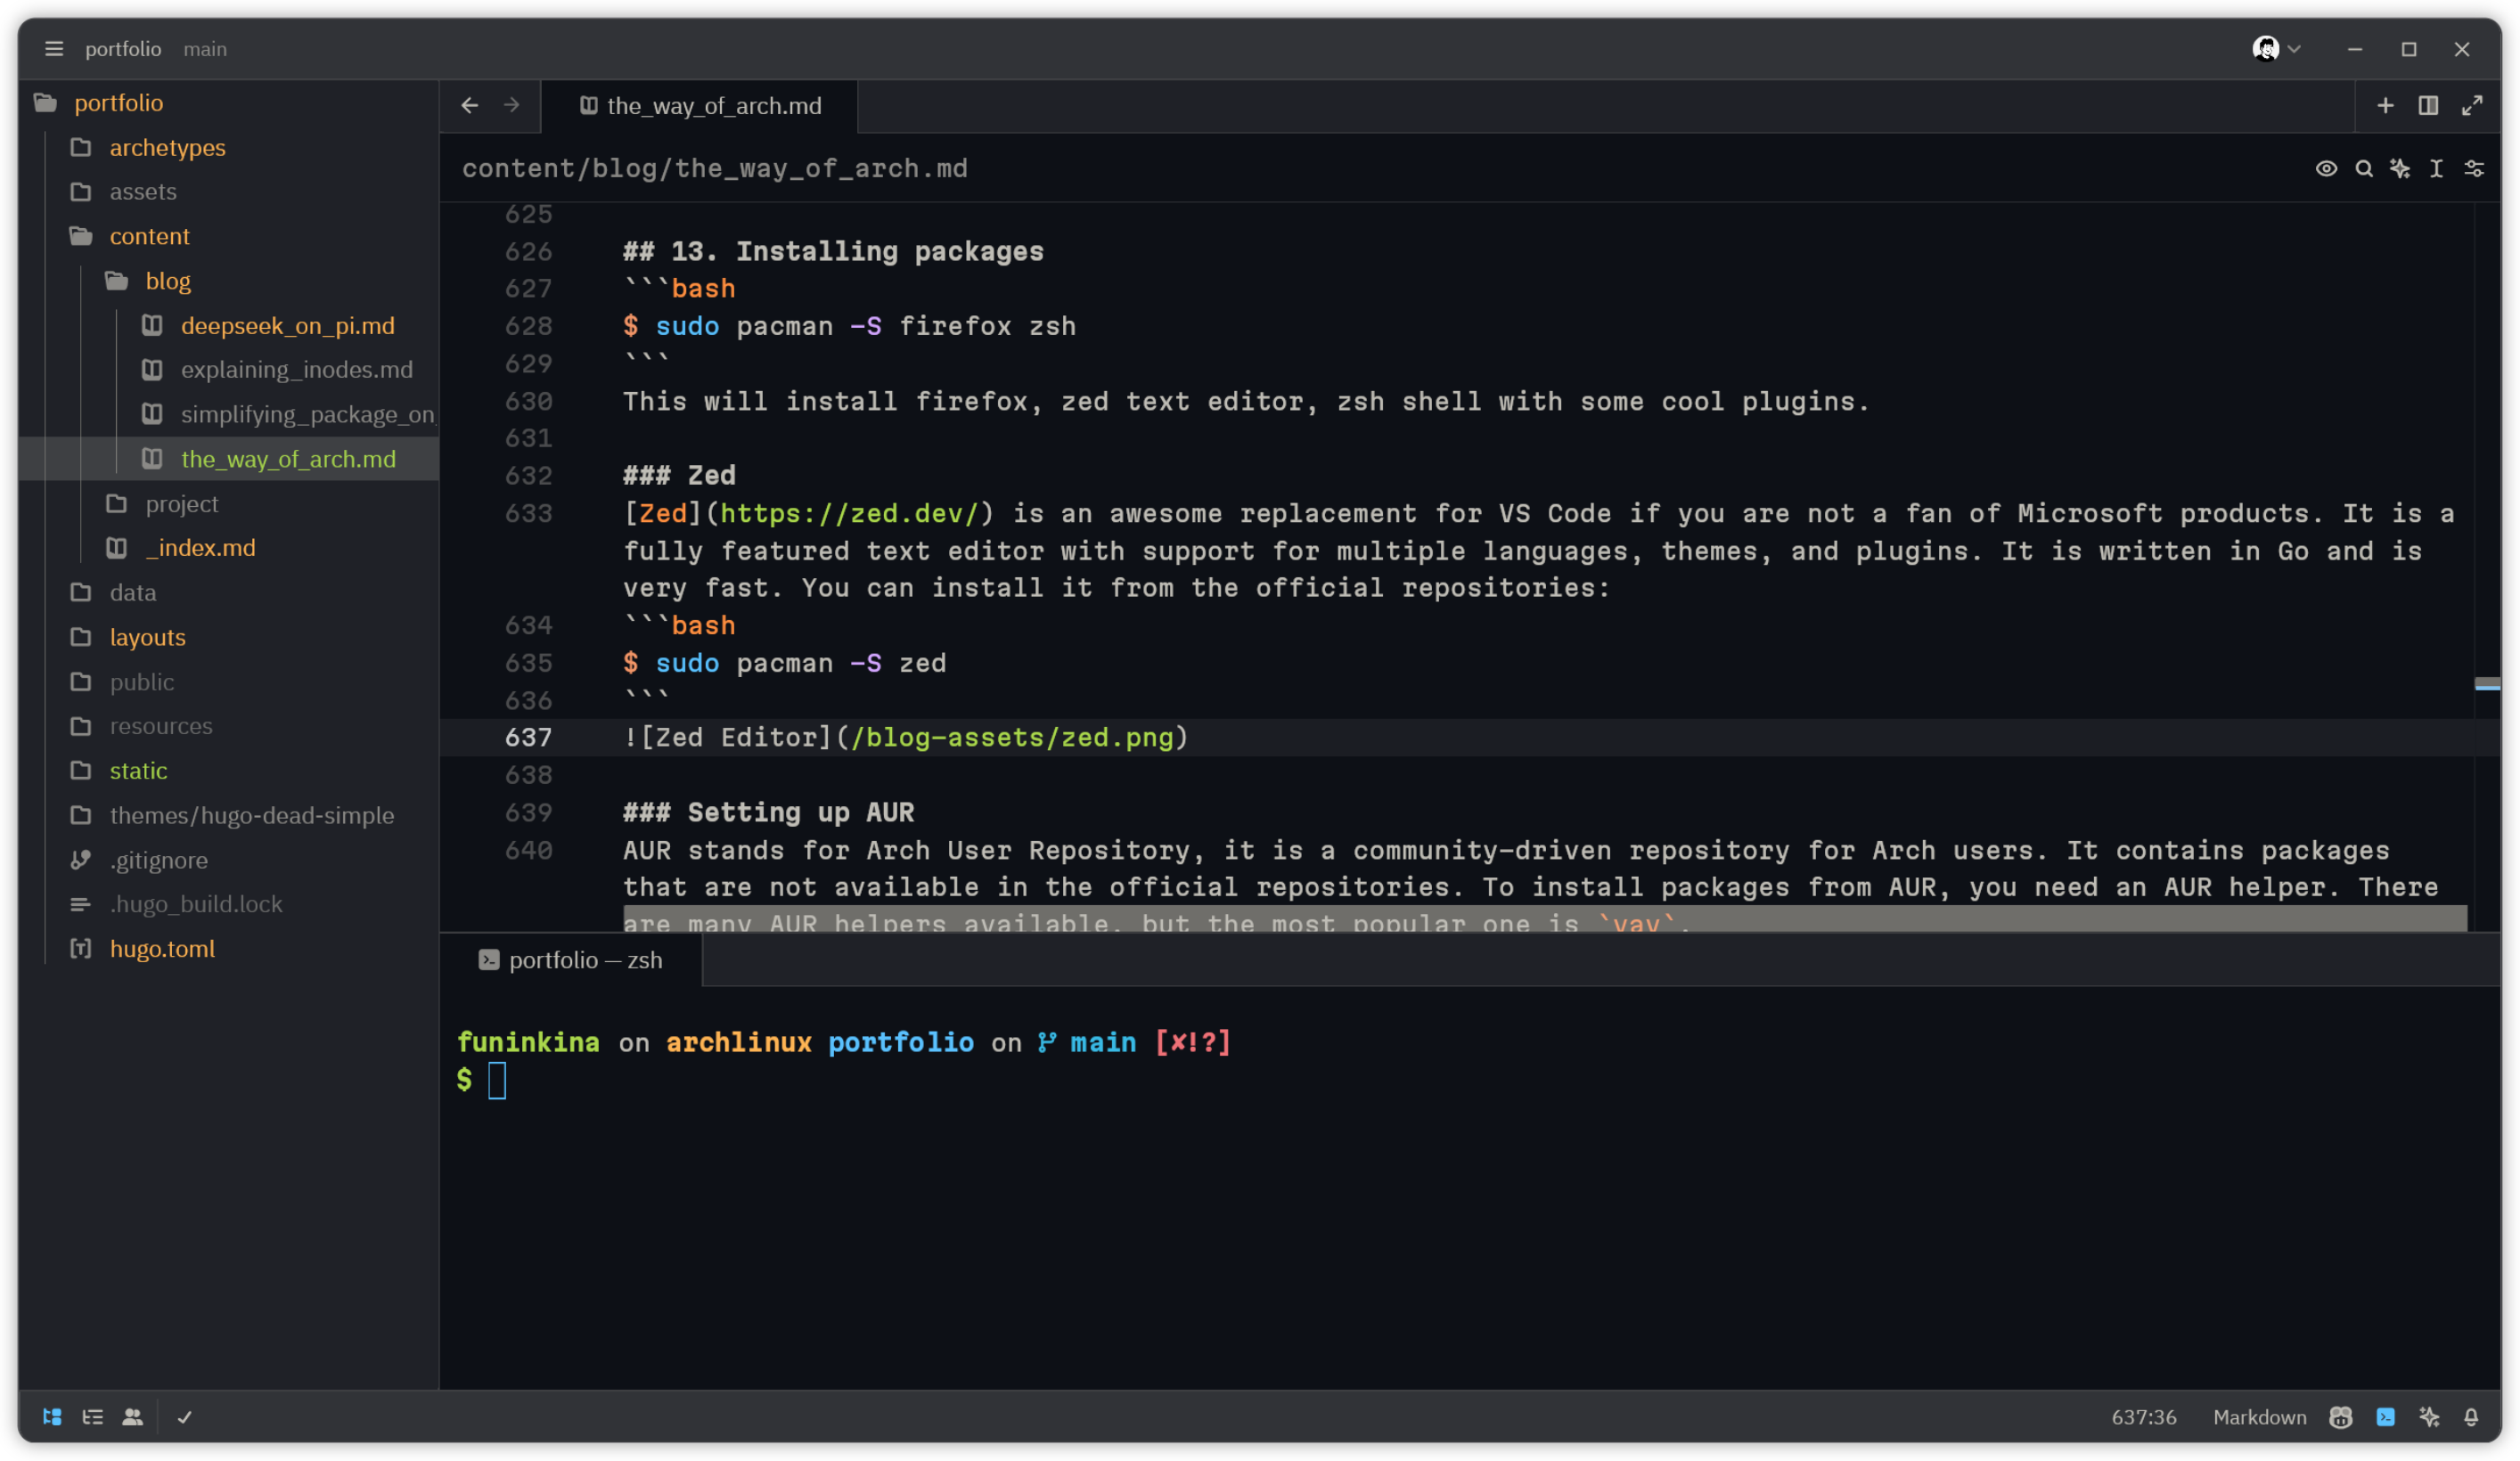 portfolio main
portfolio
archetypes
assets
content
blog
deepseek_on_pi.md
explaining_inodes.md
simplifying_package_on_
the_way_of_arch.md
project
_index.md
data
layouts
public
resources
static
themes/hugo-dead-simple
.gitignore
.hugo_build.lock
hugo.toml
the_way_of_arch.md
content/blog/the_way_of_arch.md
625
626 ## 13. Installing packages
627 ```bash
628 $ sudo pacman -S firefox zsh
629 ```
630 This will install firefox, zed text editor, zsh shell with some cool plugins.
631
632 ### Zed
633 [Zed](https://zed.dev/) is an awesome replacement for VS Code if you are not a fan of Microsoft products. It is a
fully featured text editor with support for multiple languages, themes, and plugins. It is written in Go and is
very fast. You can install it from the official repositories:
634 ```bash
635 $ sudo pacman -S zed
636 ```
637 ![Zed Editor](/blog-assets/zed.png)
638
639 ### Setting up AUR
640 AUR stands for Arch User Repository, it is a community-driven repository for Arch users. It contains packages
that are not available in the official repositories. To install packages from AUR, you need an AUR helper. There
are many AUR helpers available, but the most popular one is `yay`.
portfolio — zsh
funinkina on archlinux portfolio on main [✘!?]
$
637:36 Markdown